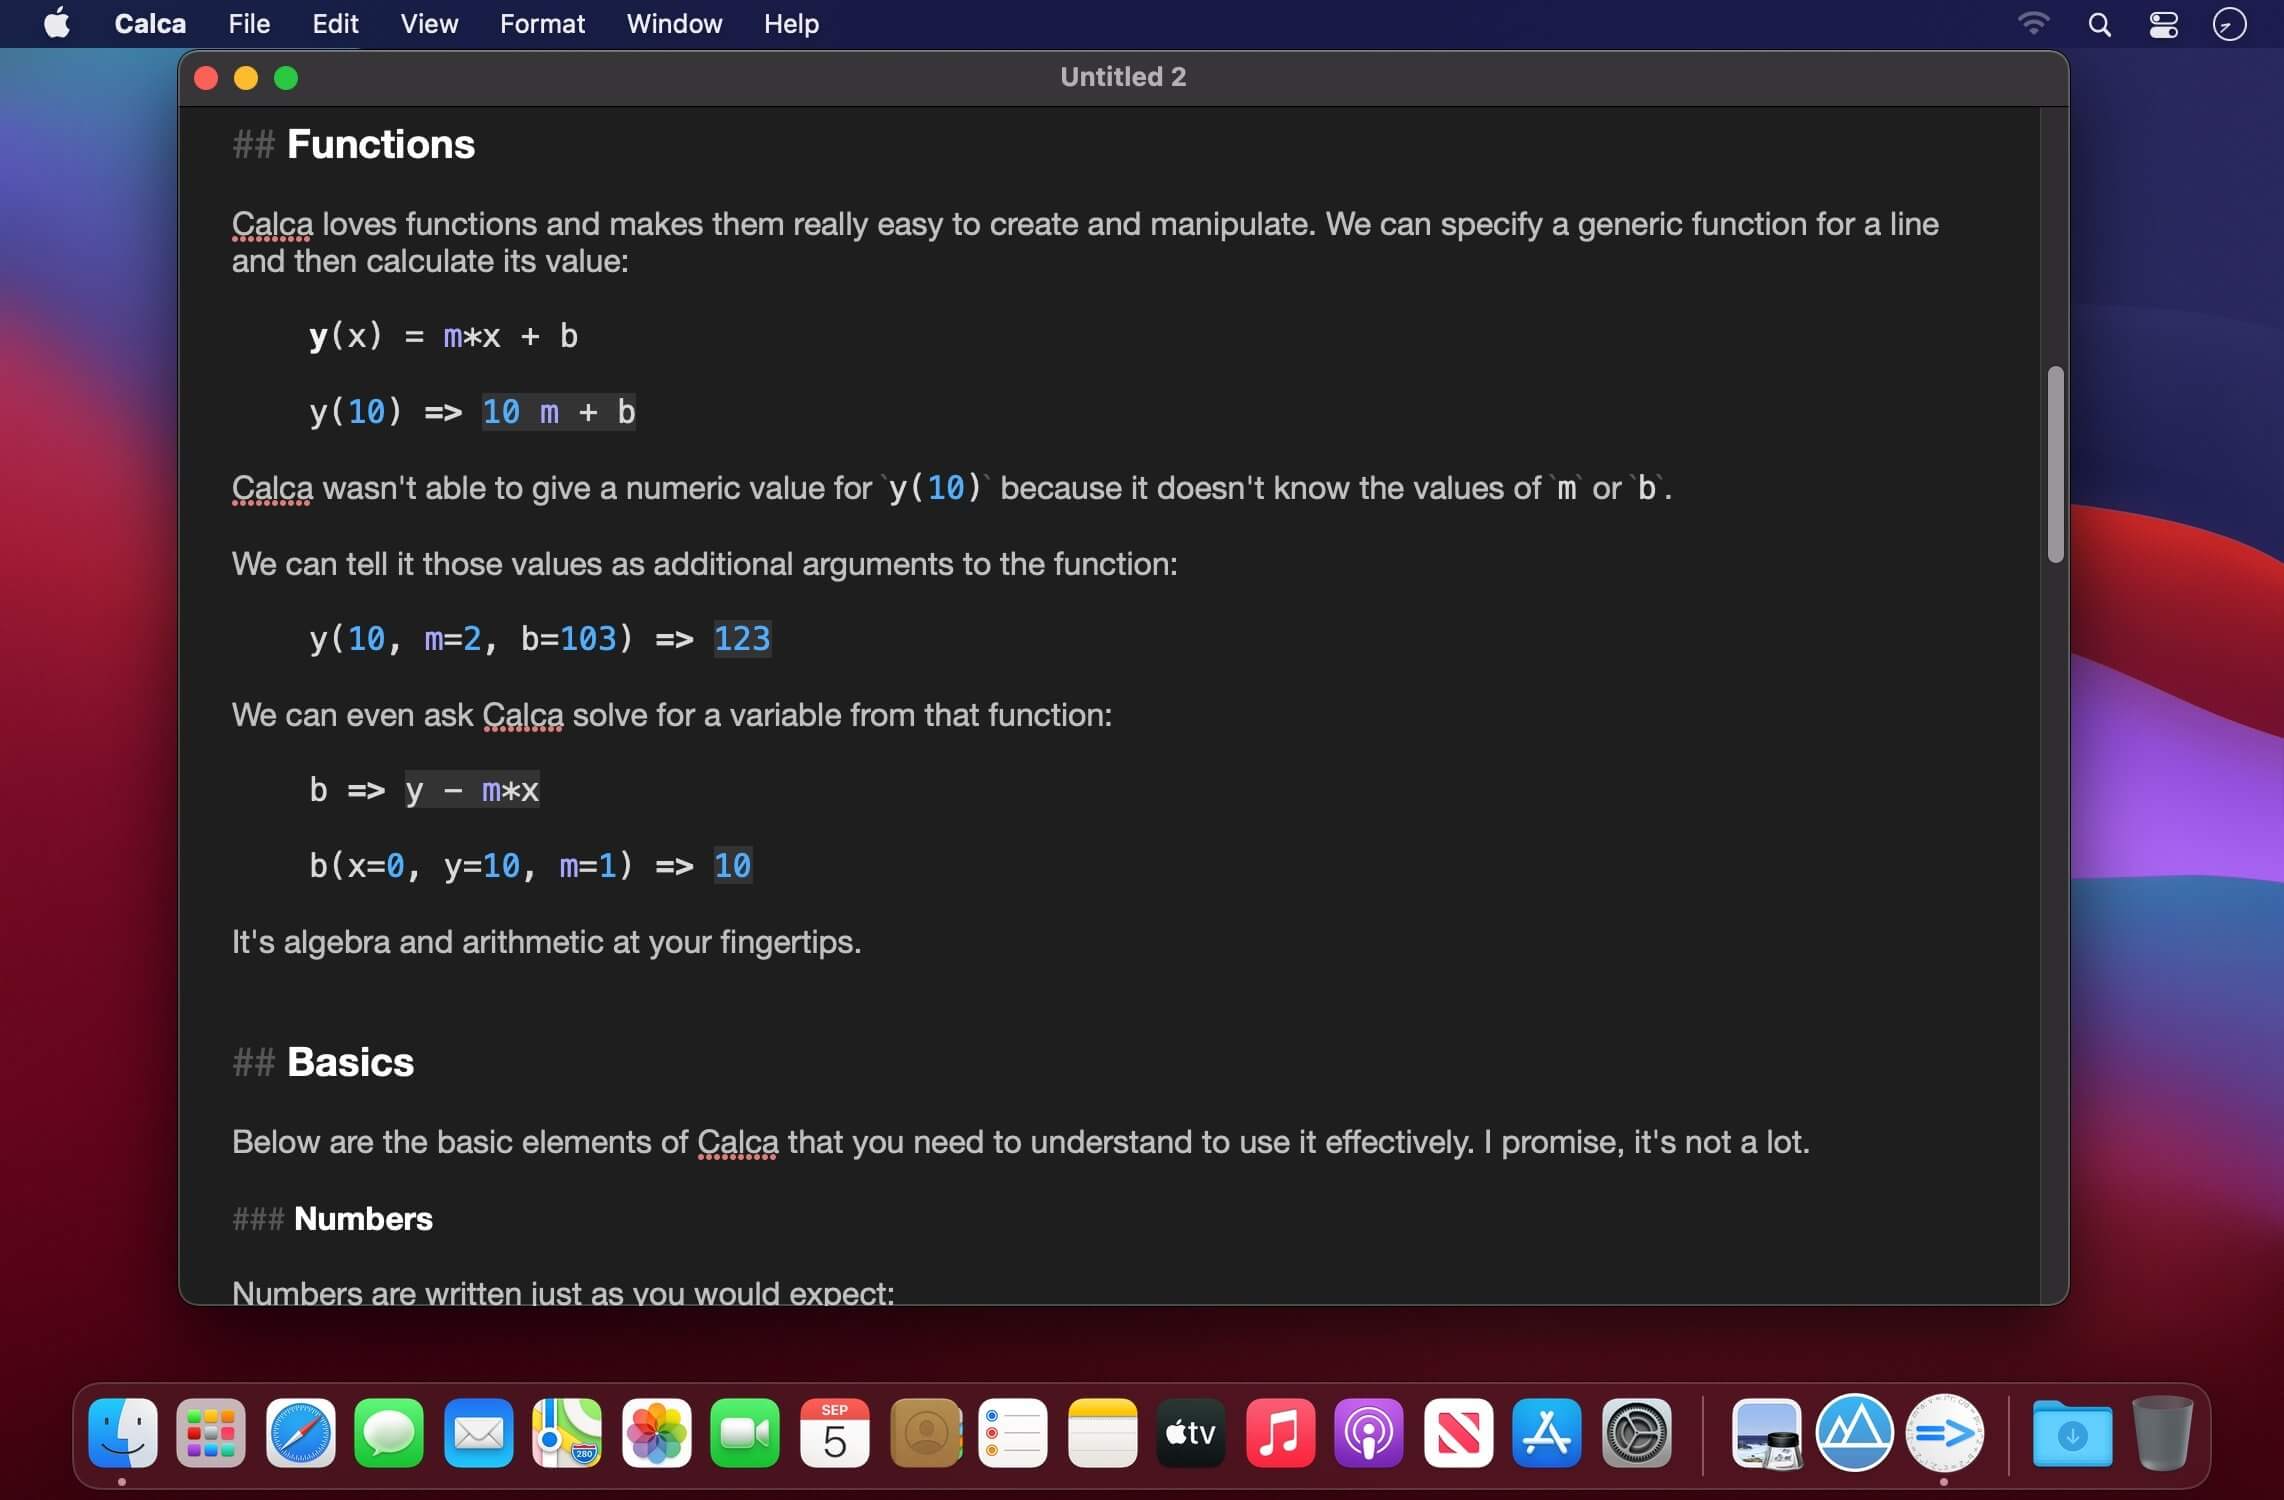 Calca File Edit View Format Window Help
Untitled 2
## Functions
Calca loves functions and makes them really easy to create and manipulate. We can specify a generic function for a line
and then calculate its value:
y(x) = m*x + b
y(10) => 10 m + b
Calca wasn't able to give a numeric value for `y(10)` because it doesn't know the values of `m` or `b`.
We can tell it those values as additional arguments to the function:
y(10, m=2, b=103) => 123
We can even ask Calca solve for a variable from that function:
b => y - m*x
b(x=0, y=10, m=1) => 10
It's algebra and arithmetic at your fingertips.
## Basics
Below are the basic elements of Calca that you need to understand to use it effectively. I promise, it's not a lot.
### Numbers
Numbers are written just as you would expect:
280 SEP 5 tv =>